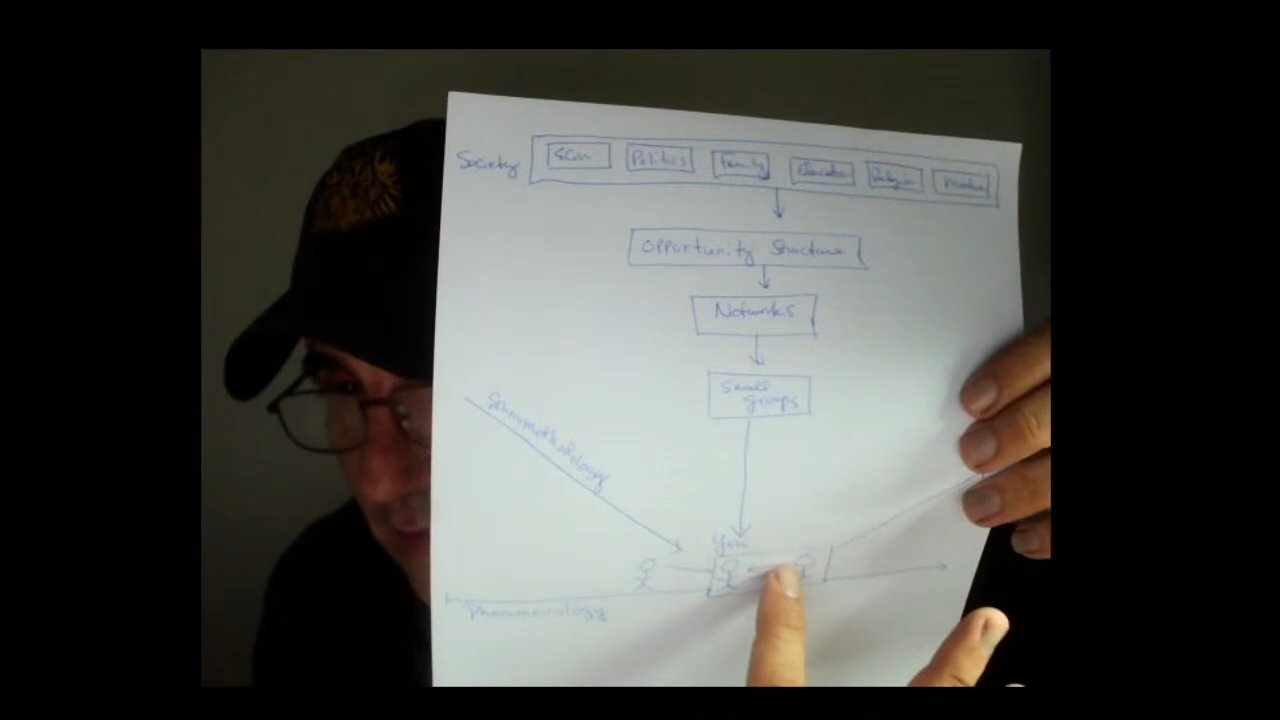 Society
Econ Politics Family Education Religion Media
Opportunity Structure
Networks
Small
groups
Ethnomethodology
You
Phenomenology